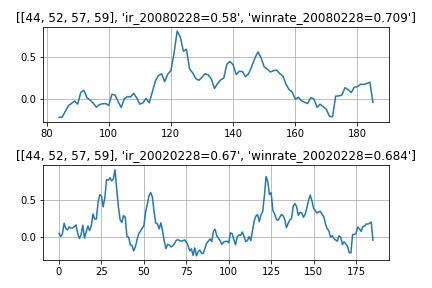 [[44, 52, 57, 59], 'ir_20080228=0.58', 'winrate_20080228=0.709']
0.5
0.0
80 100 120 140 160 180
[[44, 52, 57, 59], 'ir_20020228=0.67', 'winrate_20020228=0.684']
0.5
0.0
0 25 50 75 100 125 150 175